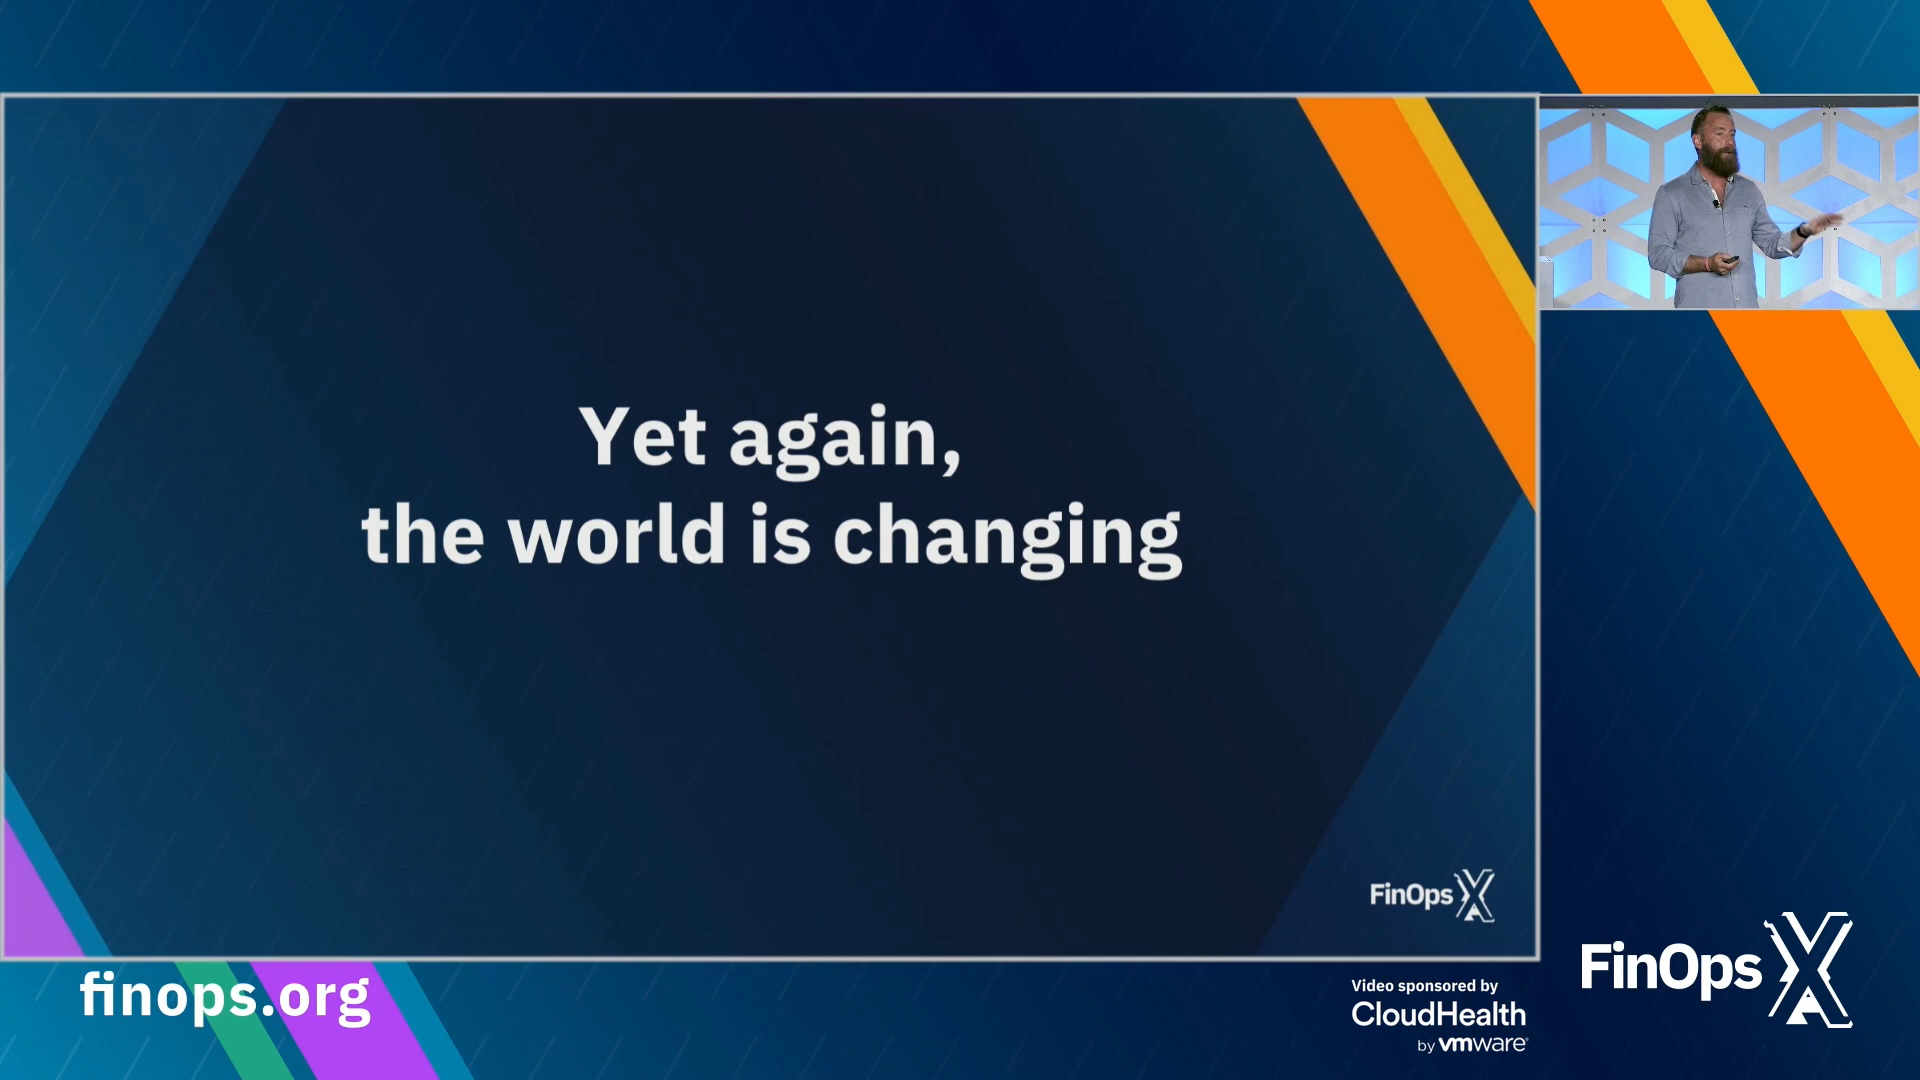 Yet again,
the world is changing
FinOps X
finops.org
Video sponsored by
CloudHealth
by vmware
FinOps X